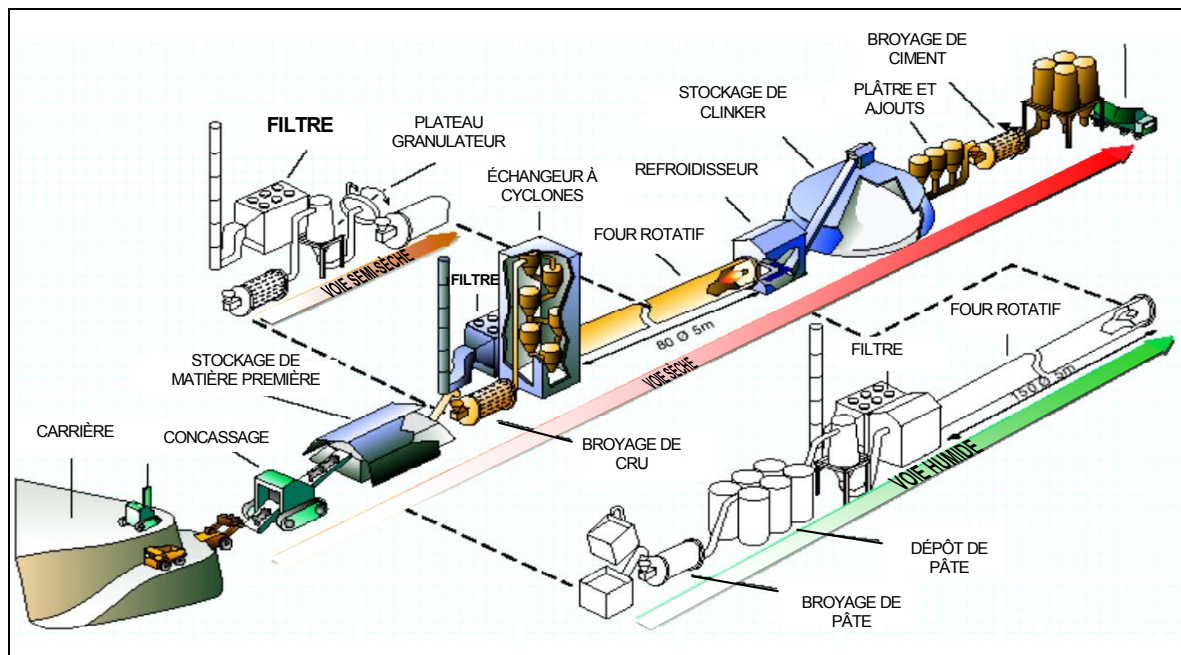 BROYAGE DE
CIMENT
STOCKAGE DE
CLINKER
PLÂTRE ET
AJOUTS
FILTRE
PLATEAU
GRANULATEUR
ÉCHANGEUR À
CYCLONES
REFROIDISSEUR
FOUR ROTATIF
VOIE SEMI-SÈCHE
FILTRE
80 Ø 5m
VOIE SÈCHE
FOUR ROTATIF
FILTRE
150 Ø 5m
STOCKAGE DE
MATIÈRE PREMIÈRE
CARRIÈRE
CONCASSAGE
BROYAGE DE
CRU
VOIE HUMIDE
DÉPÔT DE
PÂTE
BROYAGE DE
PÂTE